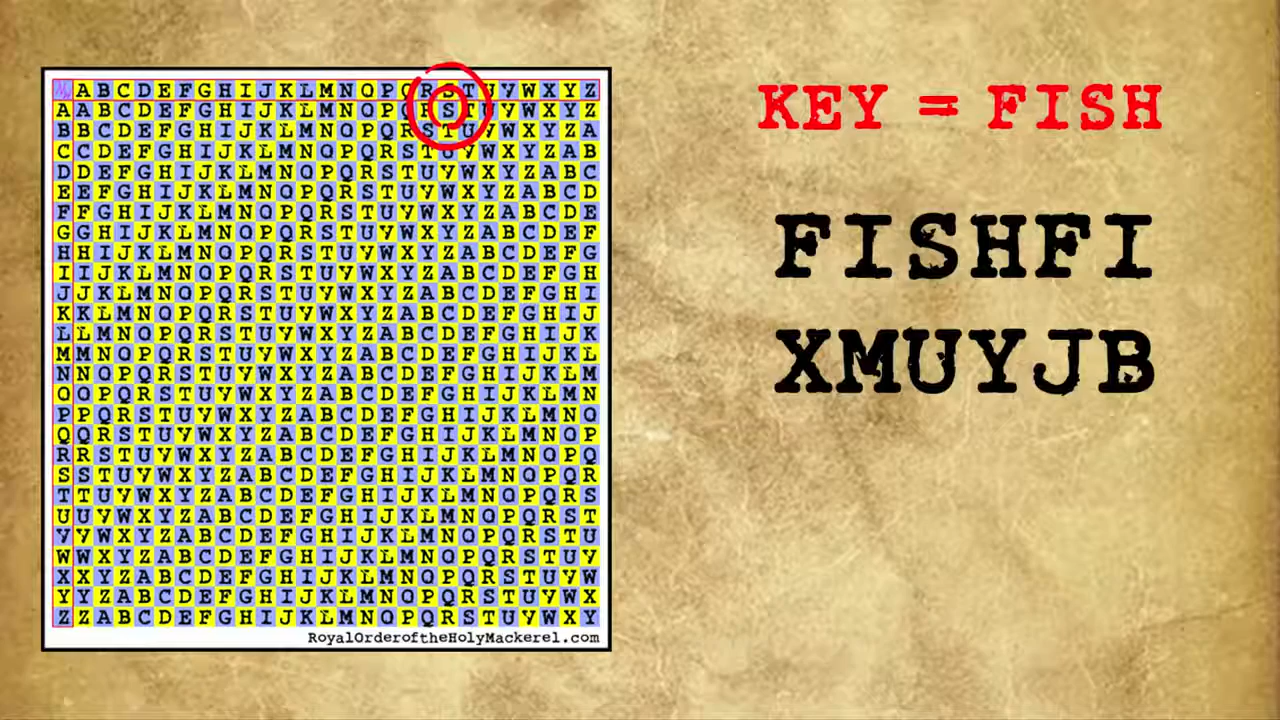 A B C D E F G H I J K L M N O P Q R S T U V W X Y Z
A A B C D E F G H I J K L M N O P Q R S T U V W X Y Z
B B C D E F G H I J K L M N O P Q R S T U V W X Y Z A
C C D E F G H I J K L M N O P Q R S T U V W X Y Z A B
D D E F G H I J K L M N O P Q R S T U V W X Y Z A B C
E E F G H I J K L M N O P Q R S T U V W X Y Z A B C D
F F G H I J K L M N O P Q R S T U V W X Y Z A B C D E
G G H I J K L M N O P Q R S T U V W X Y Z A B C D E F
H H I J K L M N O P Q R S T U V W X Y Z A B C D E F G
I I J K L M N O P Q R S T U V W X Y Z A B C D E F G H
J J K L M N O P Q R S T U V W X Y Z A B C D E F G H I
K K L M N O P Q R S T U V W X Y Z A B C D E F G H I J
L L M N O P Q R S T U V W X Y Z A B C D E F G H I J K
M M N O P Q R S T U V W X Y Z A B C D E F G H I J K L
N N O P Q R S T U V W X Y Z A B C D E F G H I J K L M
O O P Q R S T U V W X Y Z A B C D E F G H I J K L M N
P P Q R S T U V W X Y Z A B C D E F G H I J K L M N O
Q Q R S T U V W X Y Z A B C D E F G H I J K L M N O P
R R S T U V W X Y Z A B C D E F G H I J K L M N O P Q
S S T U V W X Y Z A B C D E F G H I J K L M N O P Q R
T T U V W X Y Z A B C D E F G H I J K L M N O P Q R S
U U V W X Y Z A B C D E F G H I J K L M N O P Q R S T
V V W X Y Z A B C D E F G H I J K L M N O P Q R S T U
W W X Y Z A B C D E F G H I J K L M N O P Q R S T U V
X X Y Z A B C D E F G H I J K L M N O P Q R S T U V W
Y Y Z A B C D E F G H I J K L M N O P Q R S T U V W X
Z Z A B C D E F G H I J K L M N O P Q R S T U V W X Y
RoyalOrderoftheHolyMackerel.com
KEY = FISH
FISHFI
XMUYJB